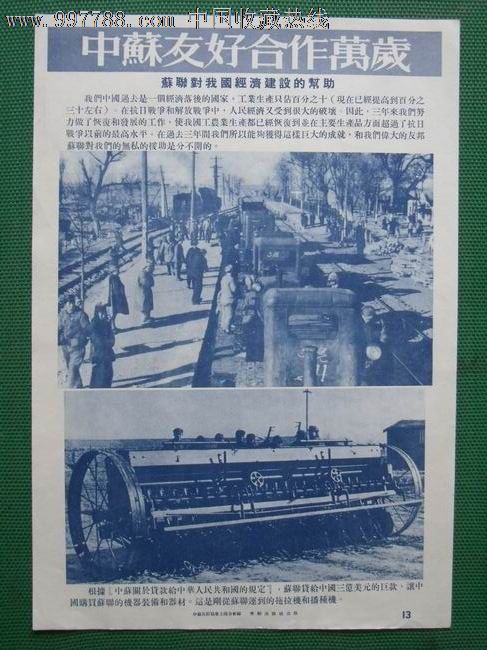 www.997788.com 中国收藏热线
中蘇友好合作萬歲
蘇聯對我國經濟建設的幫助
我們中國過去是一個經濟落後的國家，工業生產只佔百分之十（現在已經提高到百分之
三十左右）。在抗日戰爭和解放戰爭中，人民經濟又受到很大的破壞。因此，三年來我們努
力做了恢復和發展的工作，使我國工農業生產都已經恢復到並在主要生產品方面超過了抗日
戰爭以前的最高水平。在過去三年間我們所以能夠獲得這樣巨大的成就，和我們偉大的友邦
蘇聯對我們的無私的援助是分不開的。
根據「中蘇關於貸款給中華人民共和國的規定」，蘇聯貸給中國三億美元的巨款，讓中
國購買蘇聯的機器裝備和器材。這是剛從蘇聯運到的拖拉機和播種機。
13